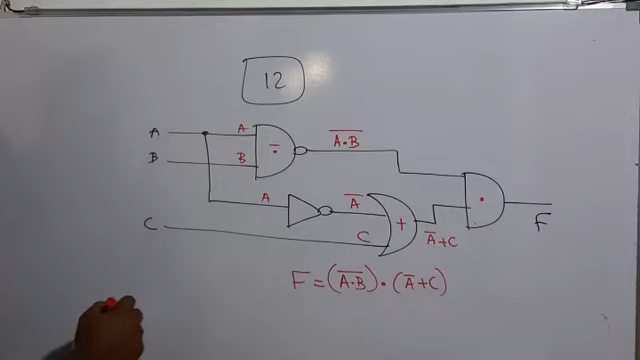 12
A
A
A̅·̅B̅
·̅
B
B
A
A̅
·
C
C
+
A̅+C
F
F = (A̅·̅B̅)·(A̅+C)